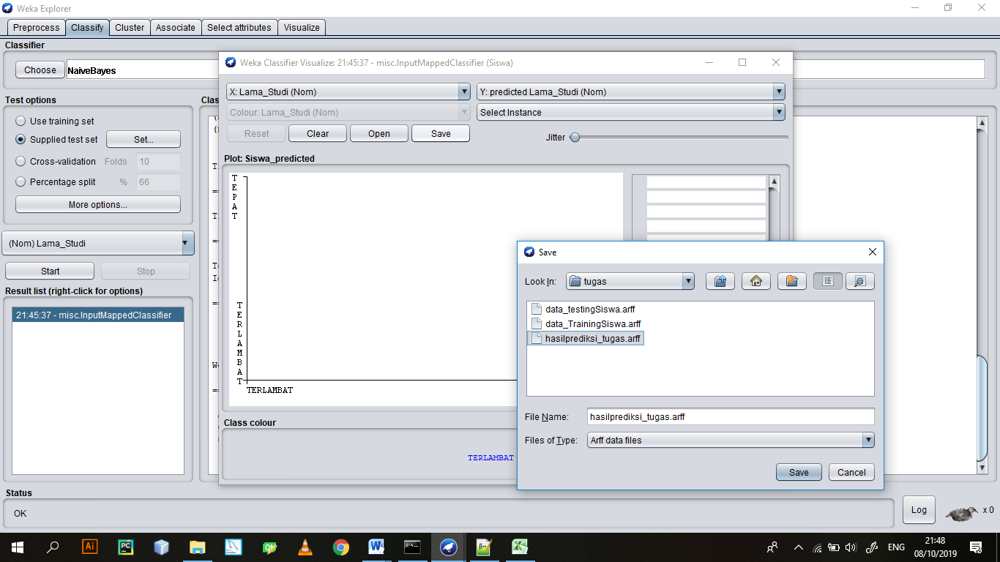 Weka Explorer
Preprocess Classify Cluster Associate Select attributes Visualize
Classifier
Choose NaiveBayes
Test options
Use training set
Supplied test set Set...
Cross-validation Folds 10
Percentage split % 66
More options...
(Nom) Lama_Studi
Start Stop
Result list (right-click for options)
21:45:37 - misc.InputMappedClassifier
Weka Classifier Visualize: 21:45:37 - misc.InputMappedClassifier (Siswa)
X: Lama_Studi (Nom) Y: predicted Lama_Studi (Nom)
Colour: Lama_Studi (Nom) Select Instance
Reset Clear Open Save Jitter
Plot: Siswa_predicted
TEPAT
TERLAMBAT
TERLAMBAT
Class colour
TERLAMBAT
Save
Look In: tugas
data_testingSiswa.arff
data_TrainingSiswa.arff
hasilprediksi_tugas.arff
File Name: hasilprediksi_tugas.arff
Files of Type: Arff data files
Save Cancel
Status
OK
Log x 0
ENG
21:48
08/10/2019